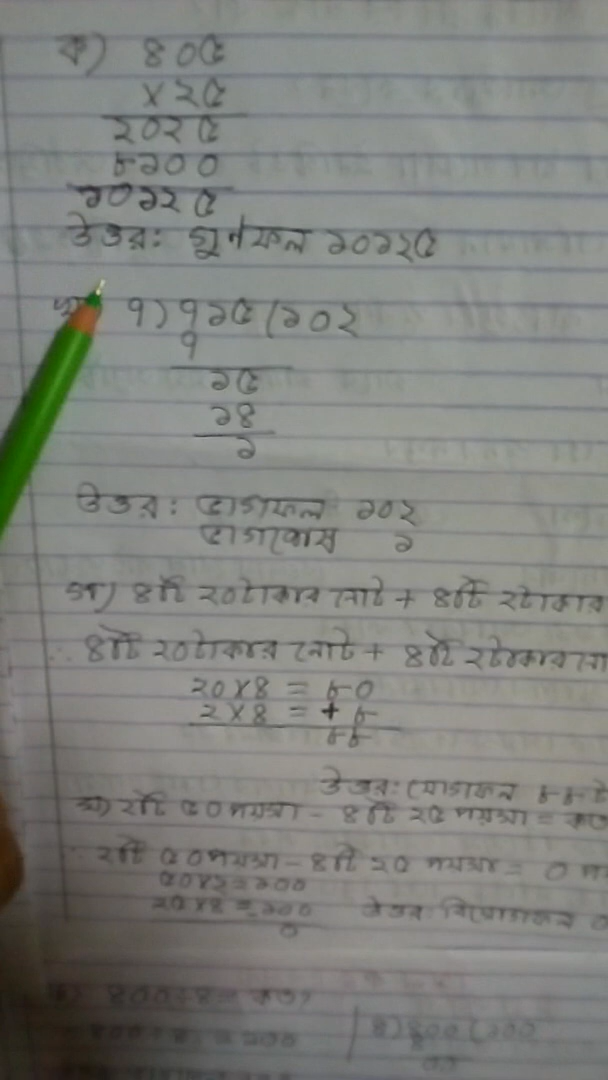 ক) ৪০৫
× ২৫
২০২৫
৮১০০
১০১২৫
উত্তর: গুনফল ১০১২৫
খ) ৭) ৭১৫ ( ১০২
৭
১৫
১৪
১
উত্তর: ভাগফল ১০২
ভাগশেষ ১
গ) ৪টি ২০টাকার নোট + ৪টি ২টাকার
৪টি ২০টাকার নোট + ৪টি ২টাকার
২০×৪ = ৮০
২×৪ = + ৮
৮৮
উত্তর: যোগফল ৮৮
ঘ) ২টি ৫০পয়সা - ৪টি ২৫ পয়সা =
২টি ৫০পয়সা - ৪টি ২৫ পয়সা = ০
৫০×২=১০০
২৫×৪=১০০ উত্তর বিয়োগফল ০
০